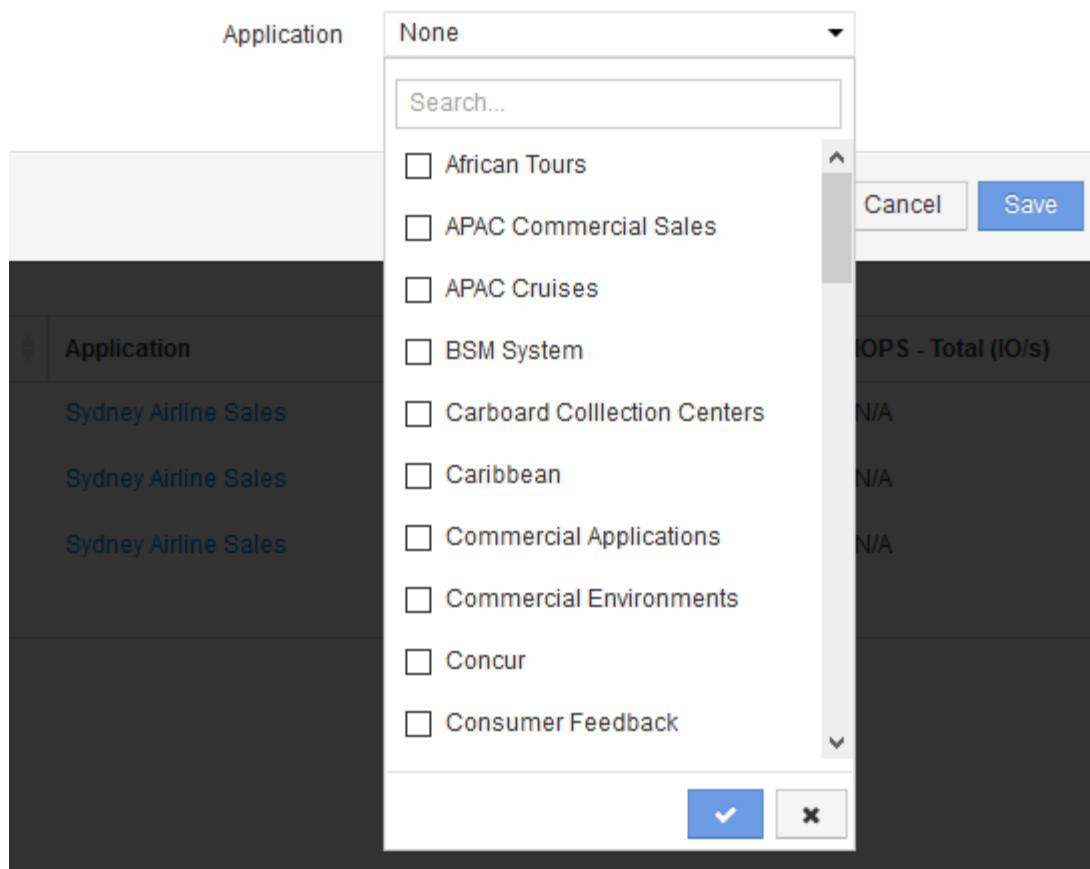 Application None
Search...
African Tours
APAC Commercial Sales
APAC Cruises
BSM System
Carboard Colllection Centers
Caribbean
Commercial Applications
Commercial Environments
Concur
Consumer Feedback
Cancel Save
Application IOPS - Total (IO/s)
Sydney Airline Sales N/A
Sydney Airline Sales N/A
Sydney Airline Sales N/A